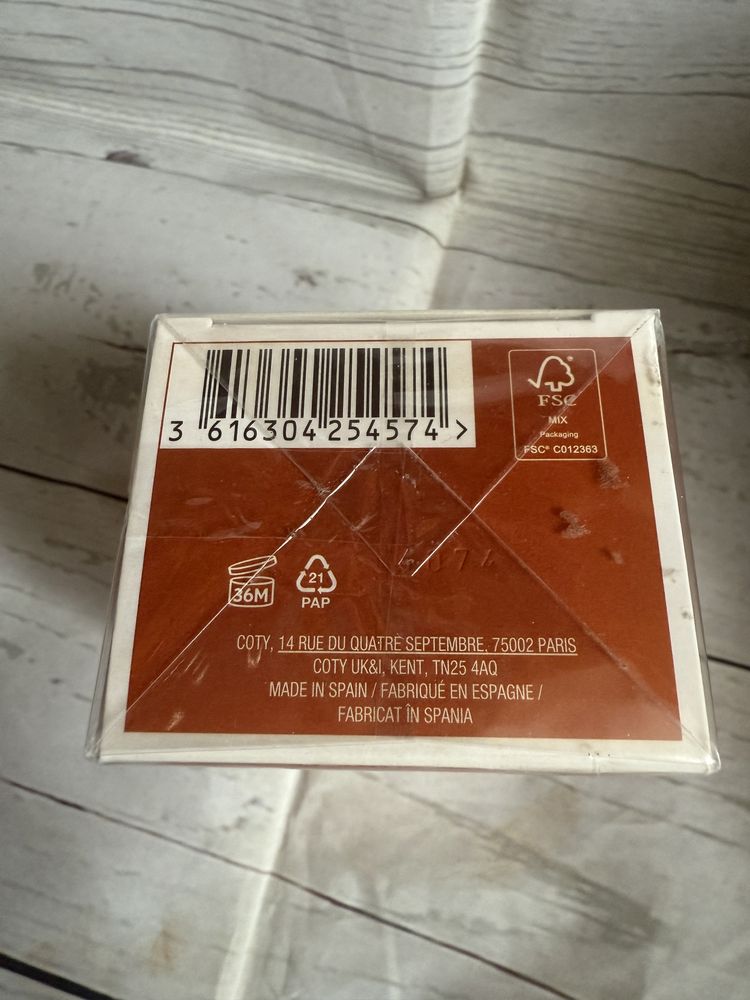 3 616304 254574 >
FSC
MIX
Packaging
FSC® C012363
36M
21
PAP
COTY, 14 RUE DU QUATRE SEPTEMBRE. 75002 PARIS
COTY UK&I, KENT, TN25 4AQ
MADE IN SPAIN / FABRIQUÉ EN ESPAGNE /
FABRICAT ÎN SPANIA